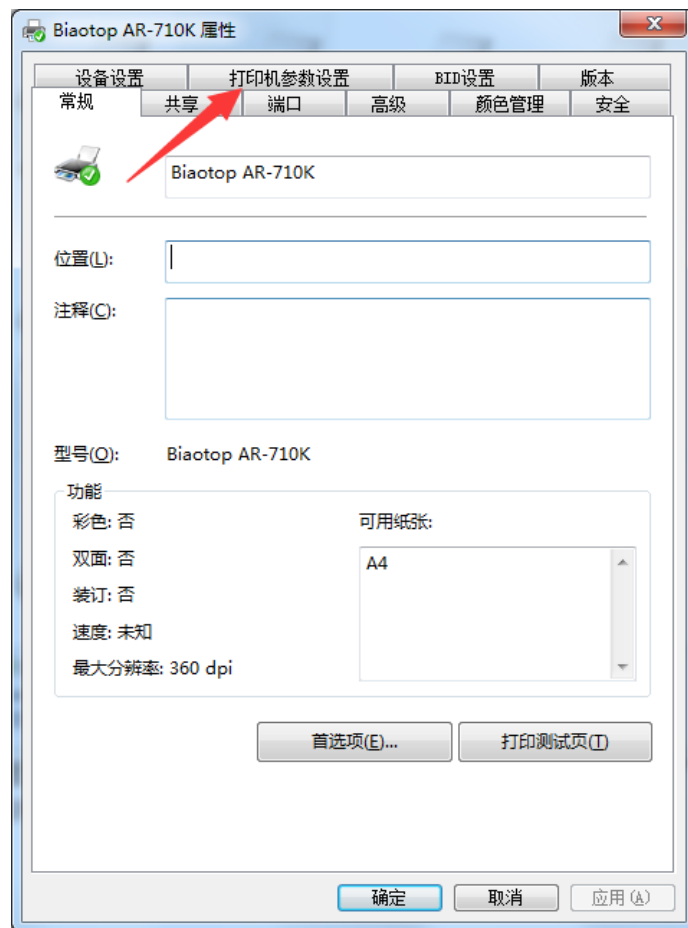 Biaotop AR-710K 属性
设备设置 打印机参数设置 BID设置 版本
常规 共享 端口 高级 颜色管理 安全
Biaotop AR-710K
位置(L):
注释(C):
型号(O): Biaotop AR-710K
功能
彩色: 否 可用纸张:
双面: 否 A4
装订: 否
速度: 未知
最大分辨率: 360 dpi
首选项(E)... 打印测试页(T)
确定 取消 应用(A)